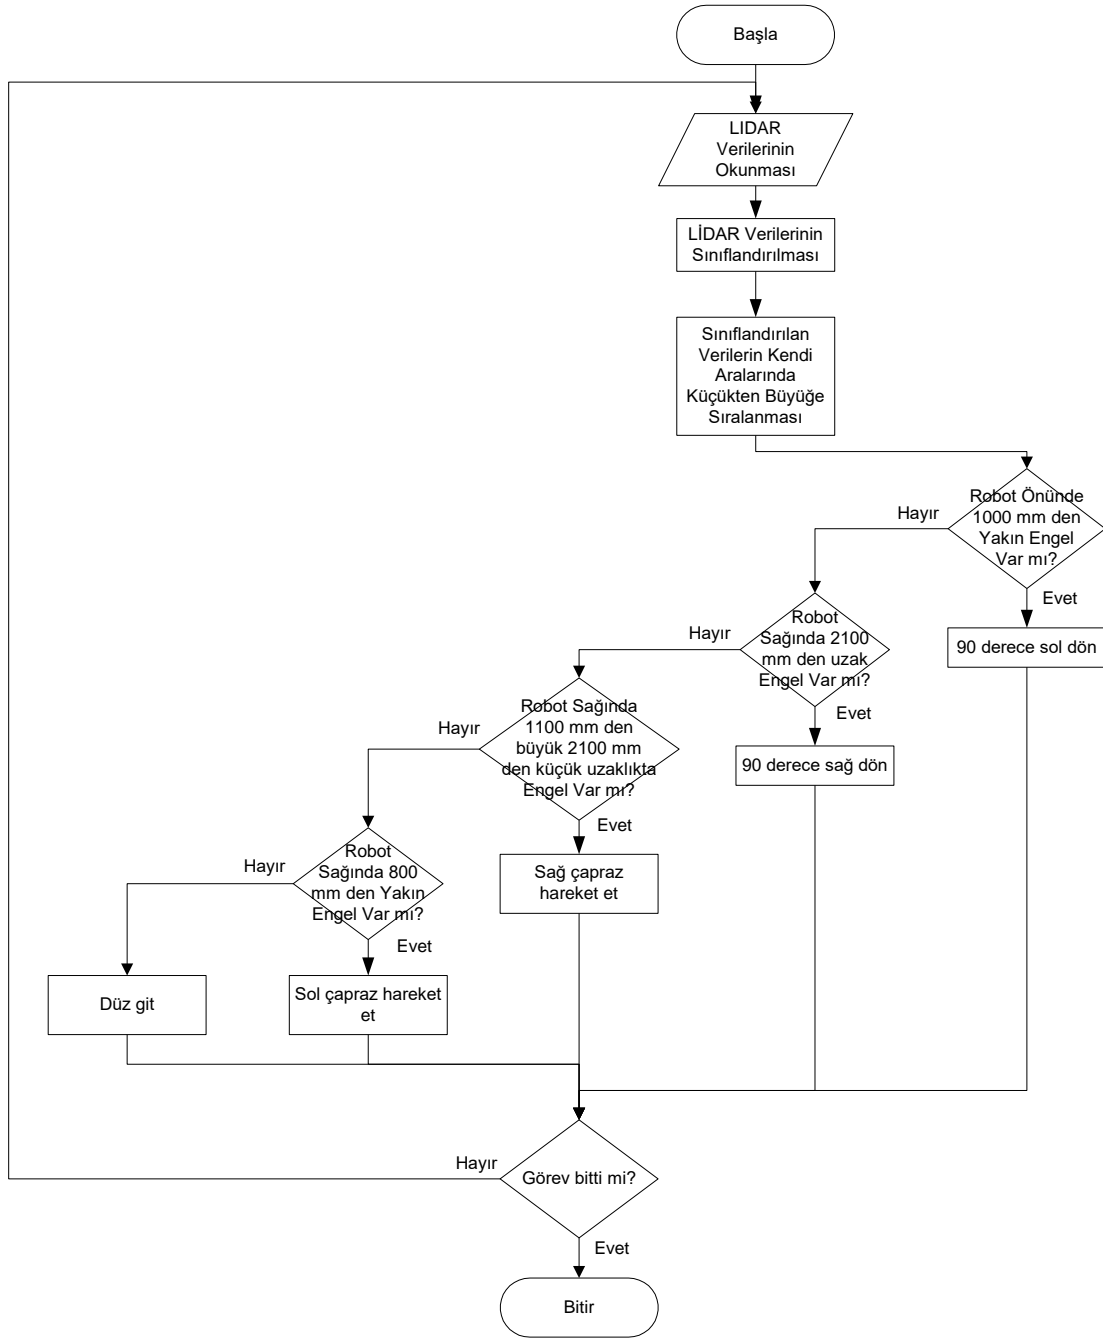 Başla
LIDAR
Verilerinin
Okunması
LİDAR Verilerinin
Sınıflandırılması
Sınıflandırılan
Verilerin Kendi
Aralarında
Küçükten Büyüğe
Sıralanması
Robot Önünde
1000 mm den
Yakın Engel
Var mı?
Hayır
Evet
90 derece sol dön
Robot
Sağında 2100
mm den uzak
Engel Var mı?
Hayır
Evet
90 derece sağ dön
Robot Sağında
1100 mm den
büyük 2100 mm
den küçük uzaklıkta
Engel Var mı?
Hayır
Evet
Sağ çapraz
hareket et
Robot
Sağında 800
mm den Yakın
Engel Var mı?
Hayır
Evet
Düz git
Sol çapraz hareket
et
Görev bitti mi?
Hayır
Evet
Bitir